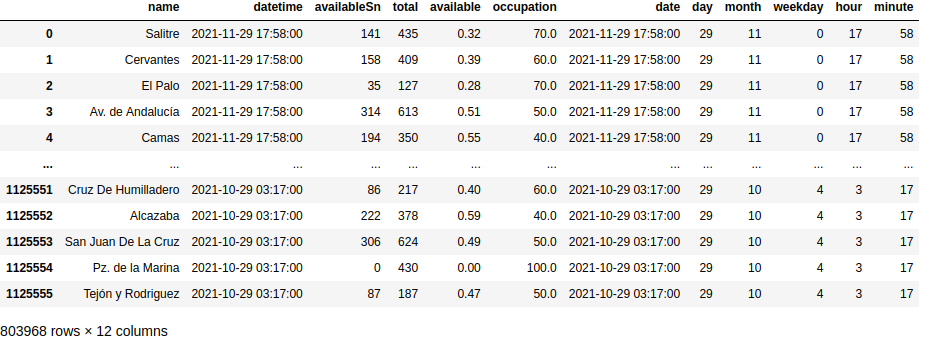 name datetime availableSn total available occupation date day month weekday hour minute
0 Salitre 2021-11-29 17:58:00 141 435 0.32 70.0 2021-11-29 17:58:00 29 11 0 17 58
1 Cervantes 2021-11-29 17:58:00 158 409 0.39 60.0 2021-11-29 17:58:00 29 11 0 17 58
2 El Palo 2021-11-29 17:58:00 35 127 0.28 70.0 2021-11-29 17:58:00 29 11 0 17 58
3 Av. de Andalucía 2021-11-29 17:58:00 314 613 0.51 50.0 2021-11-29 17:58:00 29 11 0 17 58
4 Camas 2021-11-29 17:58:00 194 350 0.55 40.0 2021-11-29 17:58:00 29 11 0 17 58
... ... ... ... ... ... ... ... ... ... ... ... ...
1125551 Cruz De Humilladero 2021-10-29 03:17:00 86 217 0.40 60.0 2021-10-29 03:17:00 29 10 4 3 17
1125552 Alcazaba 2021-10-29 03:17:00 222 378 0.59 40.0 2021-10-29 03:17:00 29 10 4 3 17
1125553 San Juan De La Cruz 2021-10-29 03:17:00 306 624 0.49 50.0 2021-10-29 03:17:00 29 10 4 3 17
1125554 Pz. de la Marina 2021-10-29 03:17:00 0 430 0.00 100.0 2021-10-29 03:17:00 29 10 4 3 17
1125555 Tejón y Rodriguez 2021-10-29 03:17:00 87 187 0.47 50.0 2021-10-29 03:17:00 29 10 4 3 17
803968 rows × 12 columns